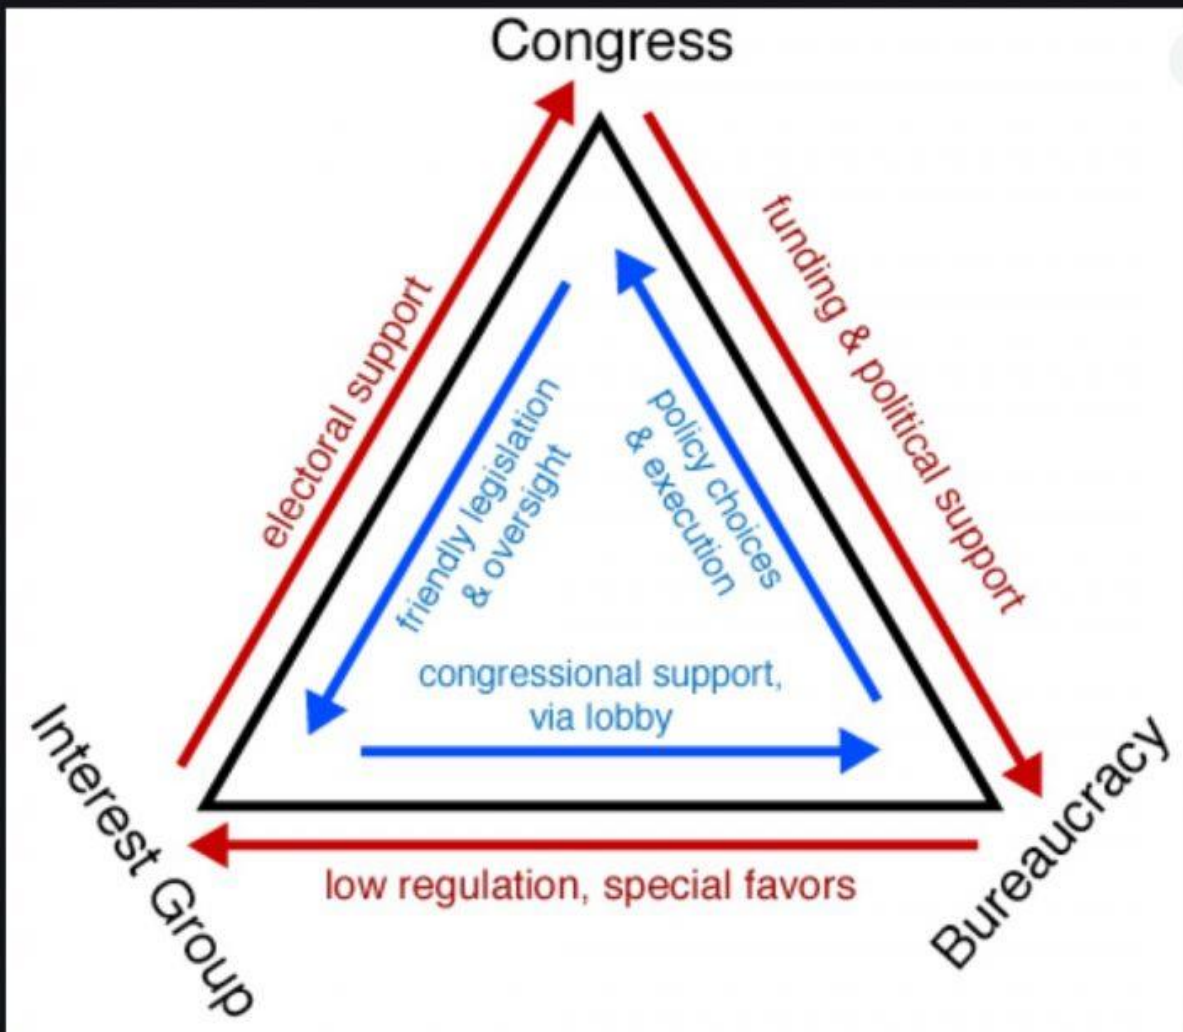 Congress
electoral support
funding & political support
friendly legislation
& oversight
policy choices
& execution
congressional support,
via lobby
Interest Group
Bureaucracy
low regulation, special favors